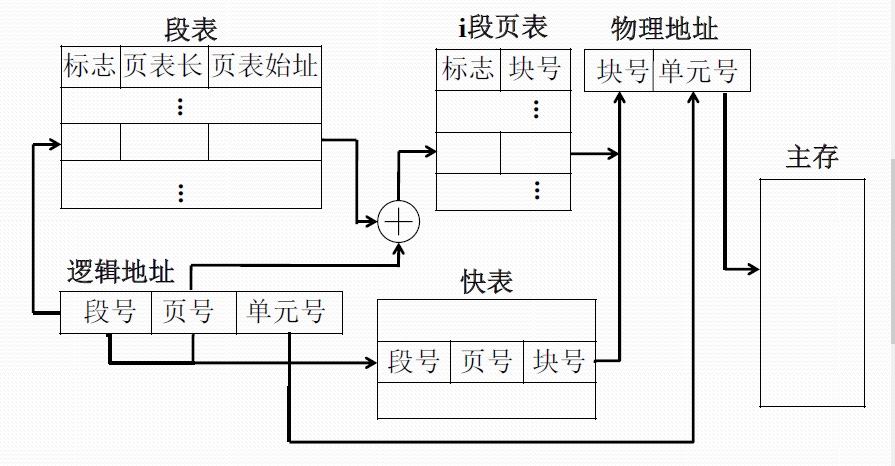 段表
i段页表
物理地址
标志 页表长 页表始址
标志 块号
块号 单元号
⋮
⋮
⋮
⋮
主存
逻辑地址
快表
段号 页号 单元号
段号 页号 块号